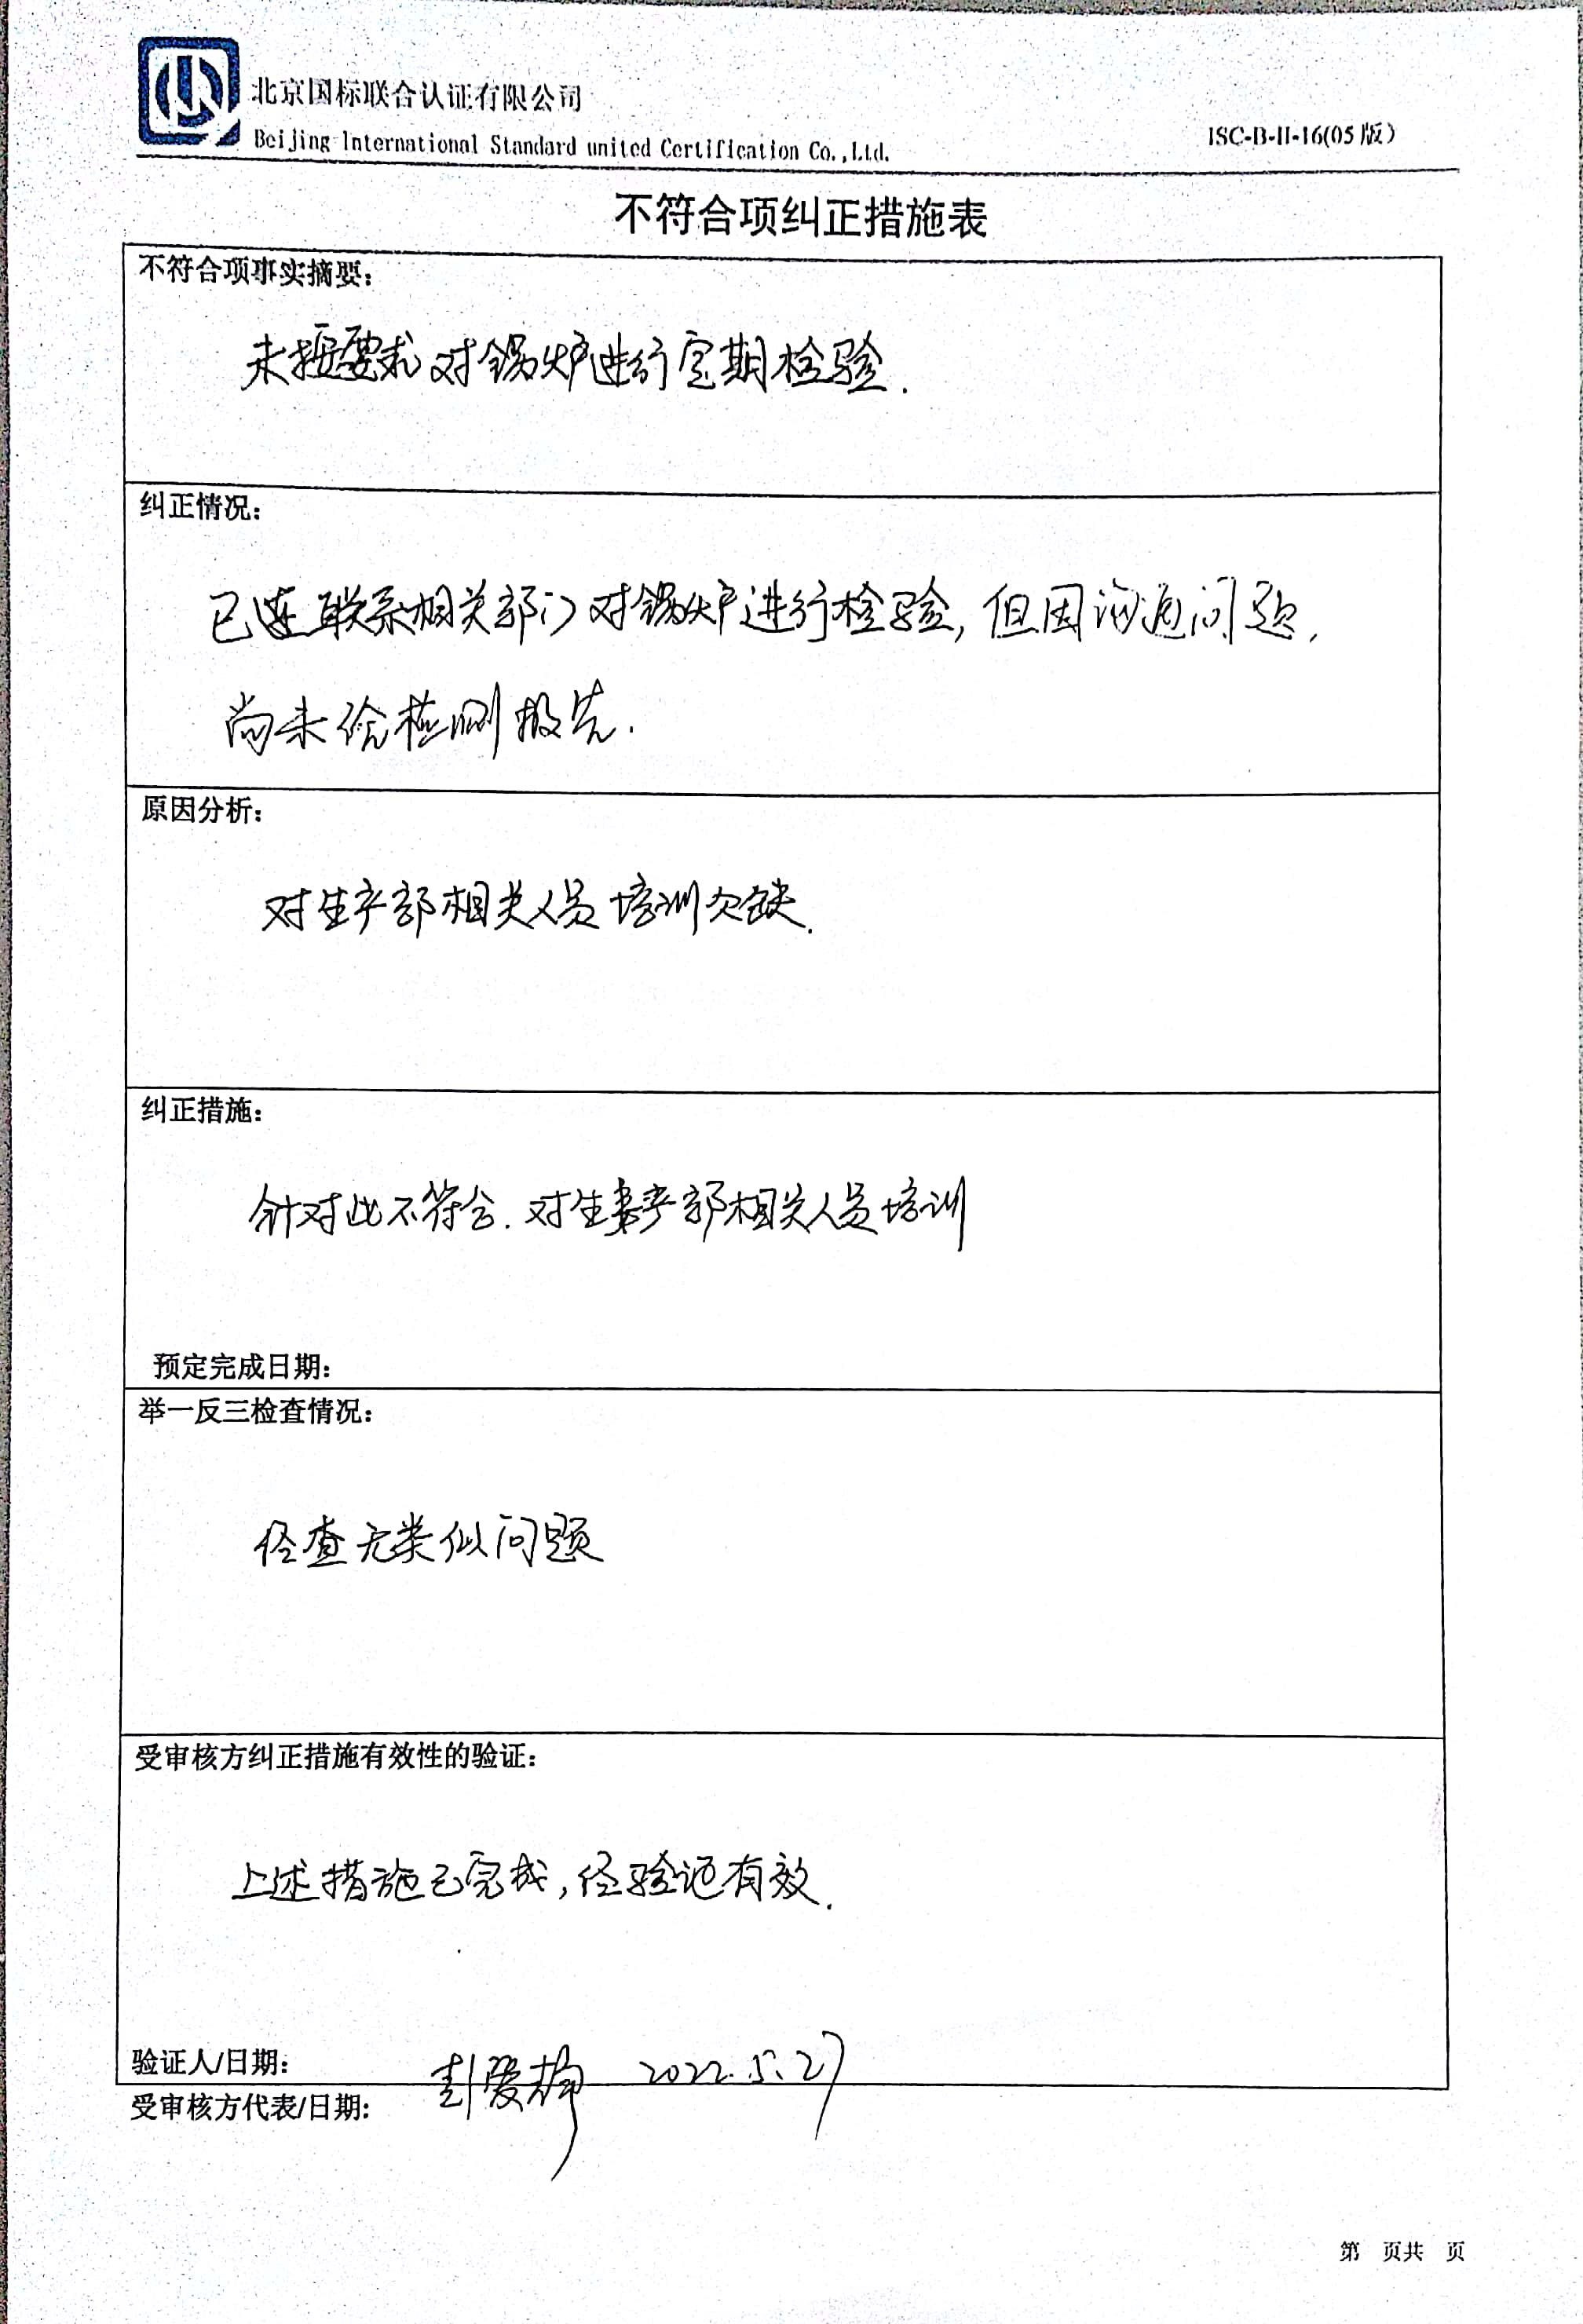 北京国标联合认证有限公司
Beijing International Standard united Certification Co.,Ltd.
ISC-B-II-16(05版)
不符合项纠正措施表
不符合项事实摘要:
未按要求对锅炉进行定期检验.
纠正情况:
已联系相关部门对锅炉进行检验,但因沟通问题,
尚未给检测报告.
原因分析:
对生产部相关人员培训欠缺.
纠正措施:
针对此不符合.对生产部相关人员培训
预定完成日期:
举一反三检查情况:
经查无类似问题
受审核方纠正措施有效性的验证:
上述措施已完成,经验证有效.
验证人/日期:
受审核方代表/日期:
2022.5.27
第 页共 页